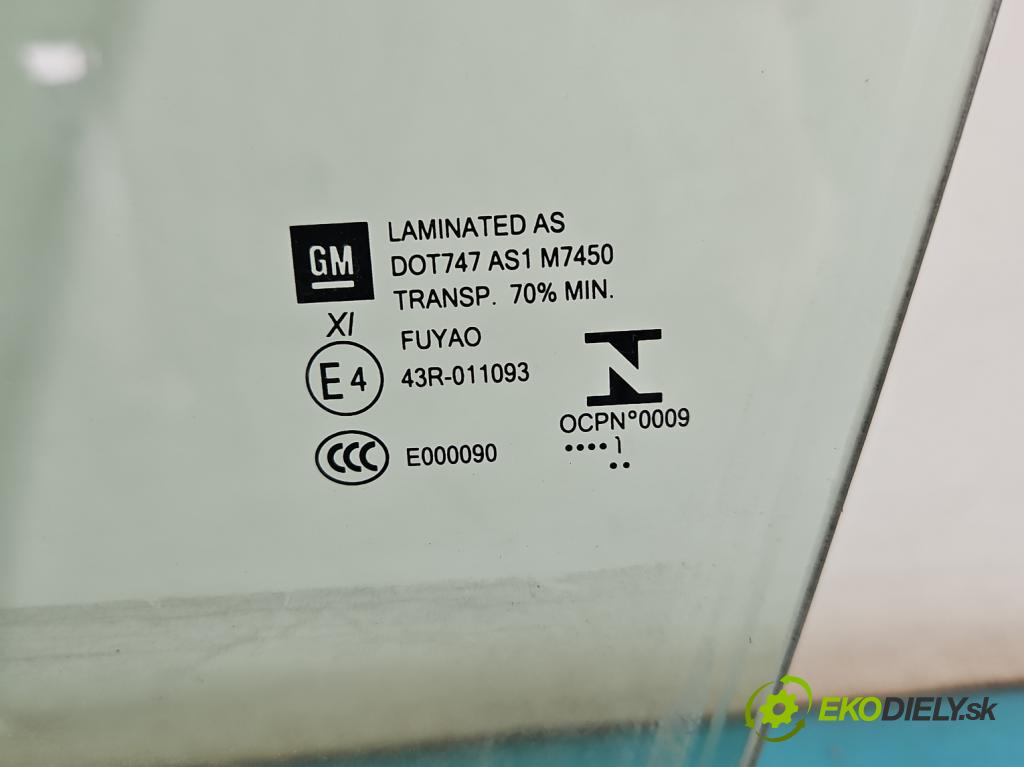 GM
LAMINATED AS
DOT747 AS1 M7450
TRANSP. 70% MIN.
XI
FUYAO
E4
43R-011093
CCC
E000090
OCPN°0009
•••• 1
••
EKODIELY.sk